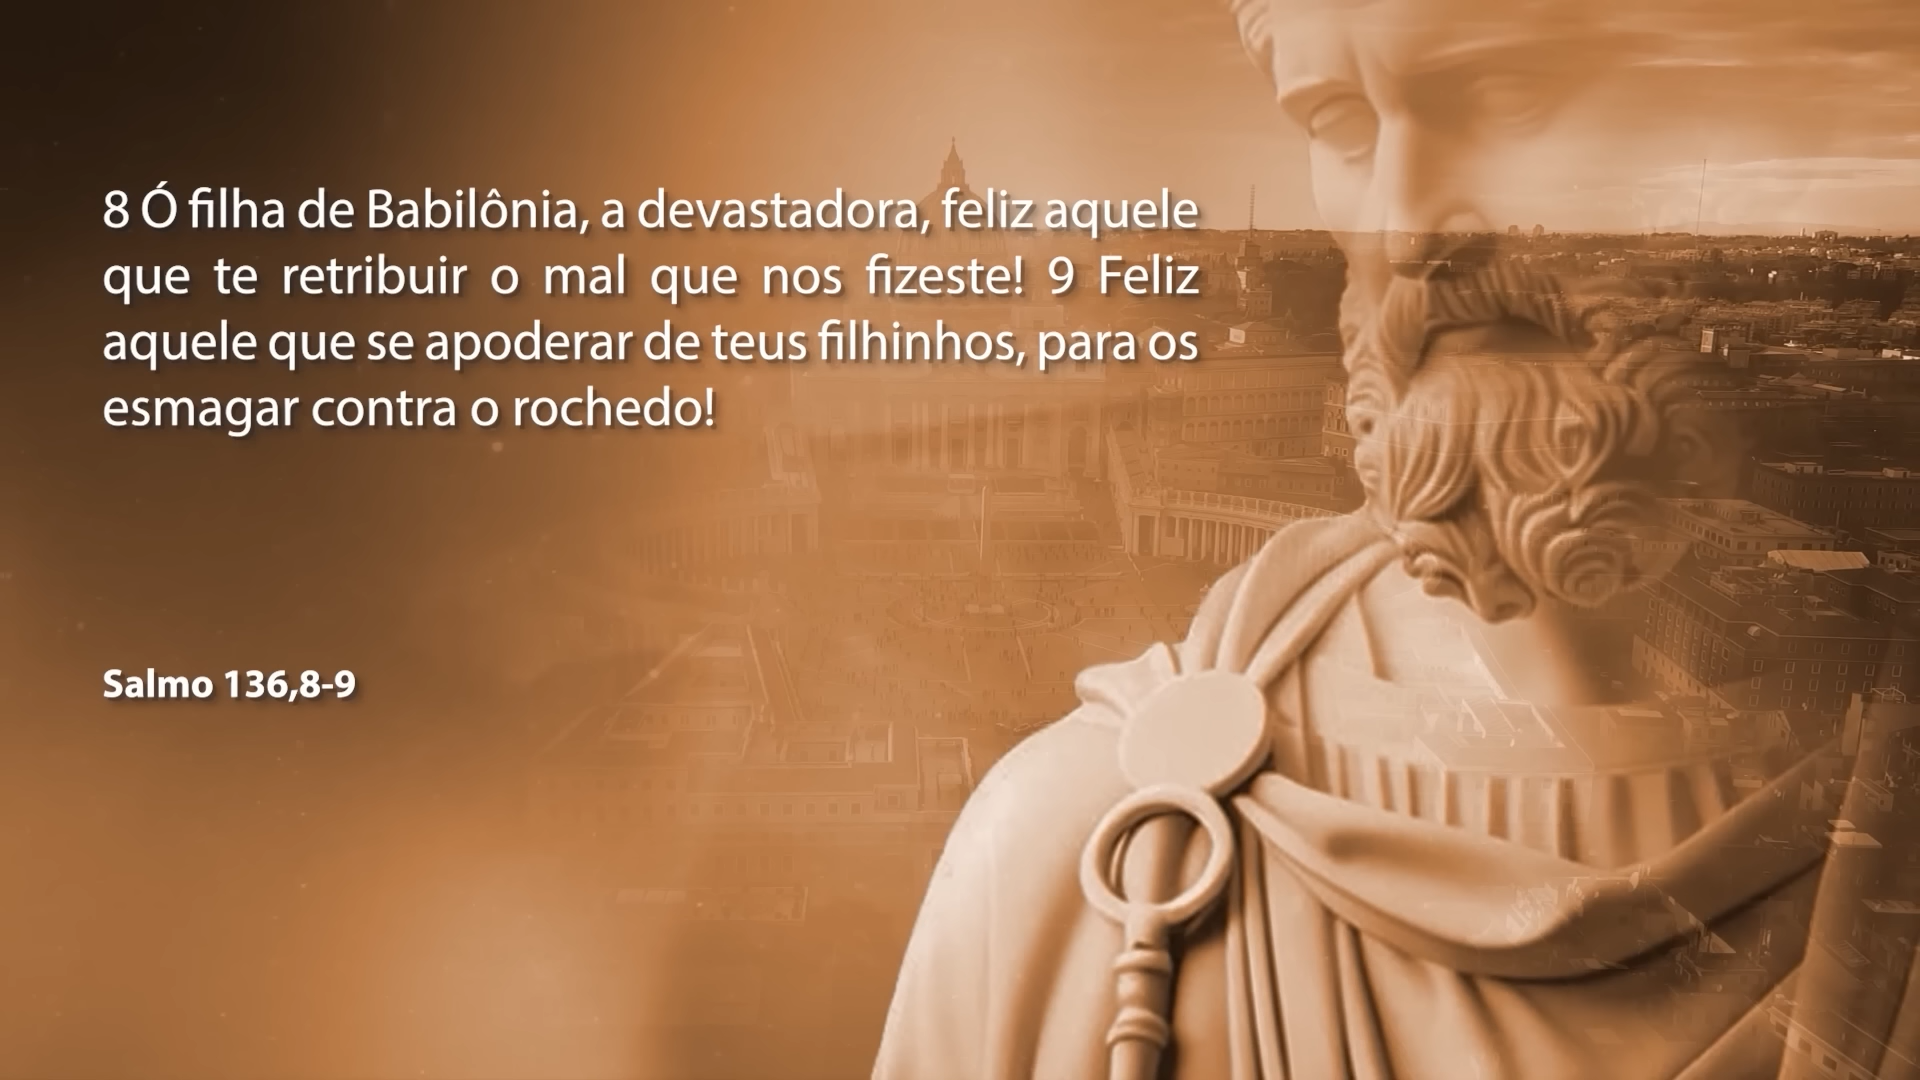 8 Ó filha de Babilônia, a devastadora, feliz aquele
que te retribuir o mal que nos fizeste! 9 Feliz
aquele que se apoderar de teus filhinhos, para os
esmagar contra o rochedo!
Salmo 136,8-9